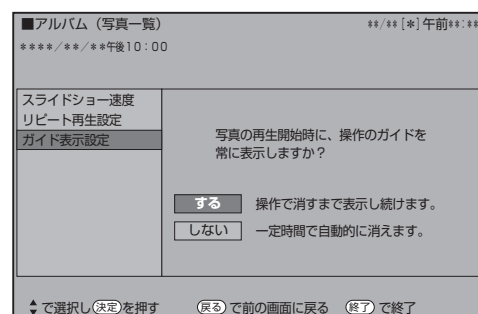 ■アルバム（写真一覧） **/**[*]午前**:**
****/**/**午後10:00
スライドショー速度
リピート再生設定
ガイド表示設定
写真の再生開始時に、操作のガイドを
常に表示しますか？
する 操作で消すまで表示し続けます。
しない 一定時間で自動的に消えます。
で選択し決定を押す 戻るで前の画面に戻る 終了で終了